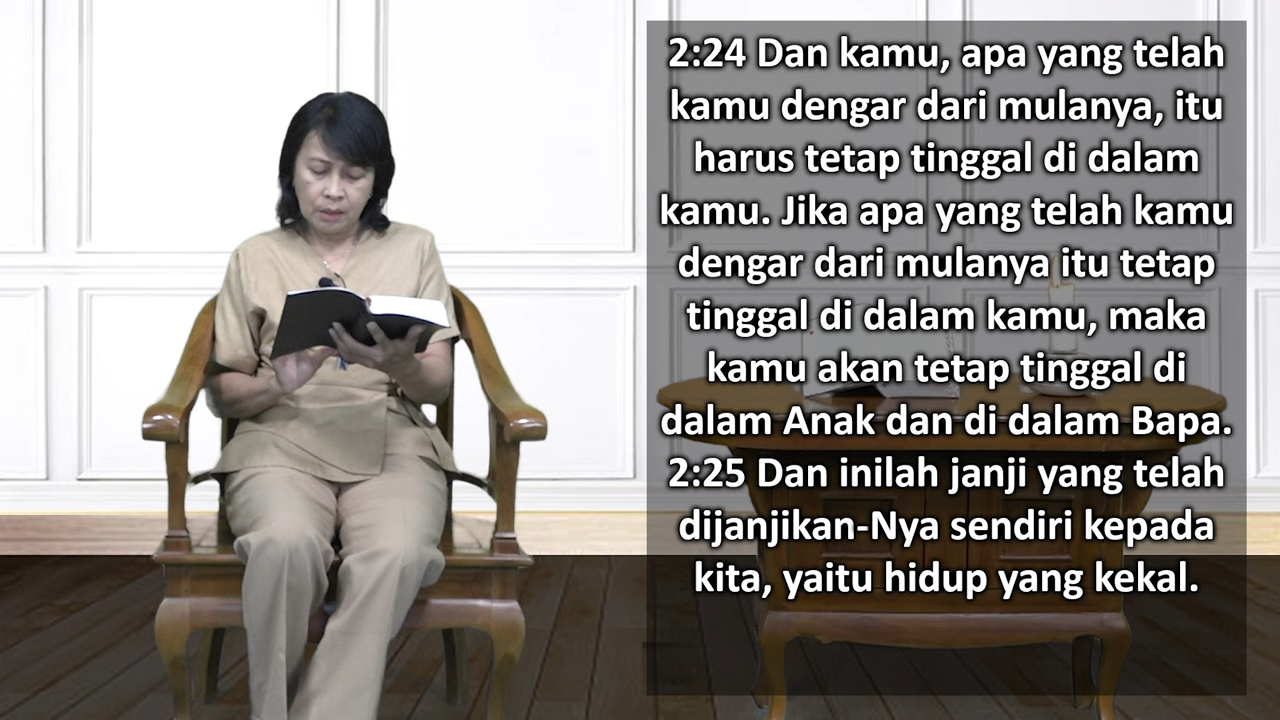 2:24 Dan kamu, apa yang telah
kamu dengar dari mulanya, itu
harus tetap tinggal di dalam
kamu. Jika apa yang telah kamu
dengar dari mulanya itu tetap
tinggal di dalam kamu, maka
kamu akan tetap tinggal di
dalam Anak dan di dalam Bapa.
2:25 Dan inilah janji yang telah
dijanjikan-Nya sendiri kepada
kita, yaitu hidup yang kekal.